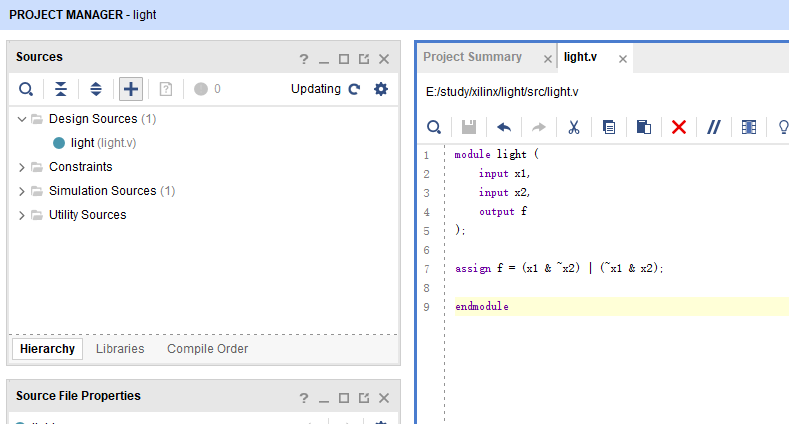 PROJECT MANAGER - light
Sources
? _
0
Updating
Design Sources (1)
light (light.v)
Constraints
Simulation Sources (1)
Utility Sources
Hierarchy Libraries Compile Order
Source File Properties
? _
Project Summary × light.v ×
E:/study/xilinx/light/src/light.v
1 module light (
2 input x1,
3 input x2,
4 output f
5 );
6
7 assign f = (x1 & ~x2) | (~x1 & x2);
8
9 endmodule